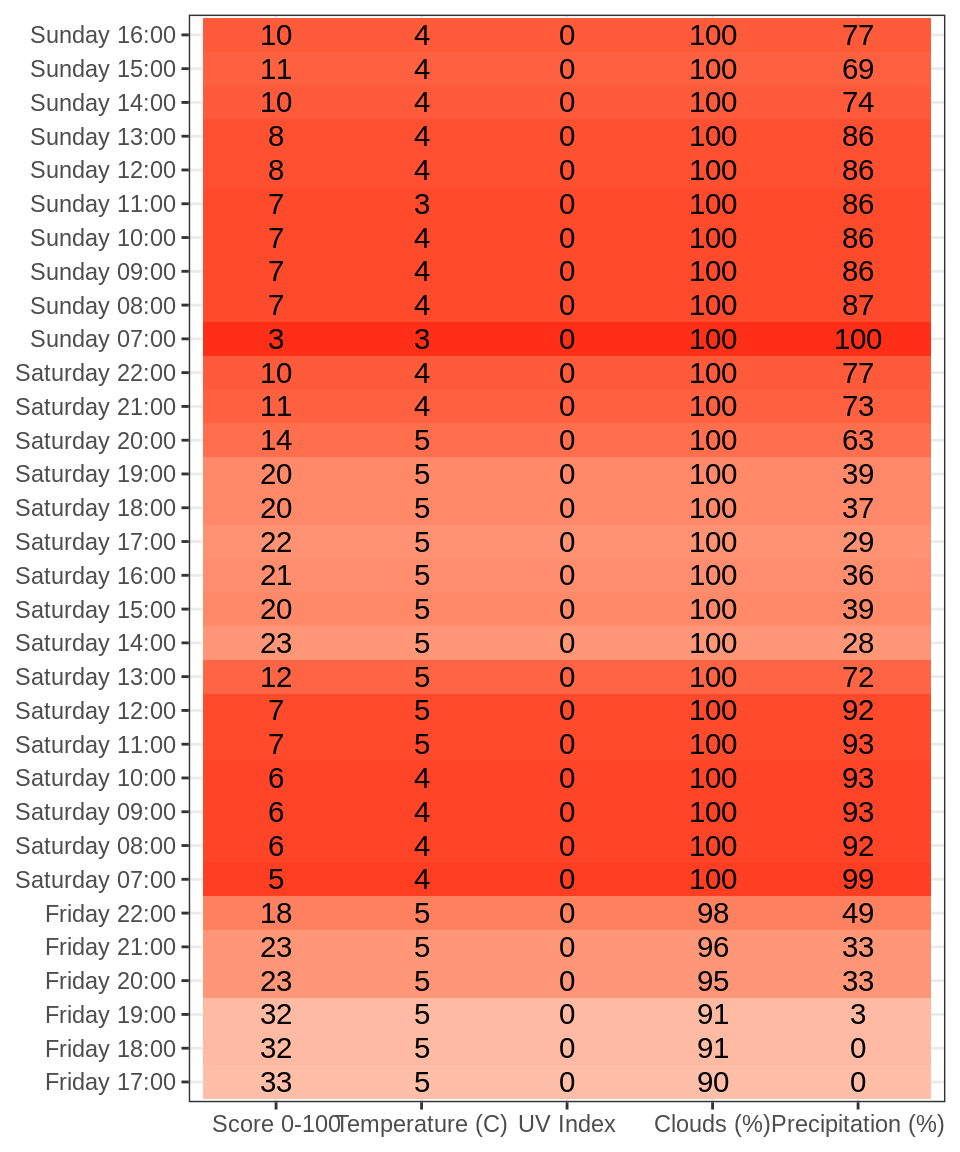 Sunday 16:00 10 4 0 100 77
Sunday 15:00 11 4 0 100 69
Sunday 14:00 10 4 0 100 74
Sunday 13:00 8 4 0 100 86
Sunday 12:00 8 4 0 100 86
Sunday 11:00 7 3 0 100 86
Sunday 10:00 7 4 0 100 86
Sunday 09:00 7 4 0 100 86
Sunday 08:00 7 4 0 100 87
Sunday 07:00 3 3 0 100 100
Saturday 22:00 10 4 0 100 77
Saturday 21:00 11 4 0 100 73
Saturday 20:00 14 5 0 100 63
Saturday 19:00 20 5 0 100 39
Saturday 18:00 20 5 0 100 37
Saturday 17:00 22 5 0 100 29
Saturday 16:00 21 5 0 100 36
Saturday 15:00 20 5 0 100 39
Saturday 14:00 23 5 0 100 28
Saturday 13:00 12 5 0 100 72
Saturday 12:00 7 5 0 100 92
Saturday 11:00 7 5 0 100 93
Saturday 10:00 6 4 0 100 93
Saturday 09:00 6 4 0 100 93
Saturday 08:00 6 4 0 100 92
Saturday 07:00 5 4 0 100 99
Friday 22:00 18 5 0 98 49
Friday 21:00 23 5 0 96 33
Friday 20:00 23 5 0 95 33
Friday 19:00 32 5 0 91 3
Friday 18:00 32 5 0 91 0
Friday 17:00 33 5 0 90 0
Score 0-100 Temperature (C) UV Index Clouds (%) Precipitation (%)